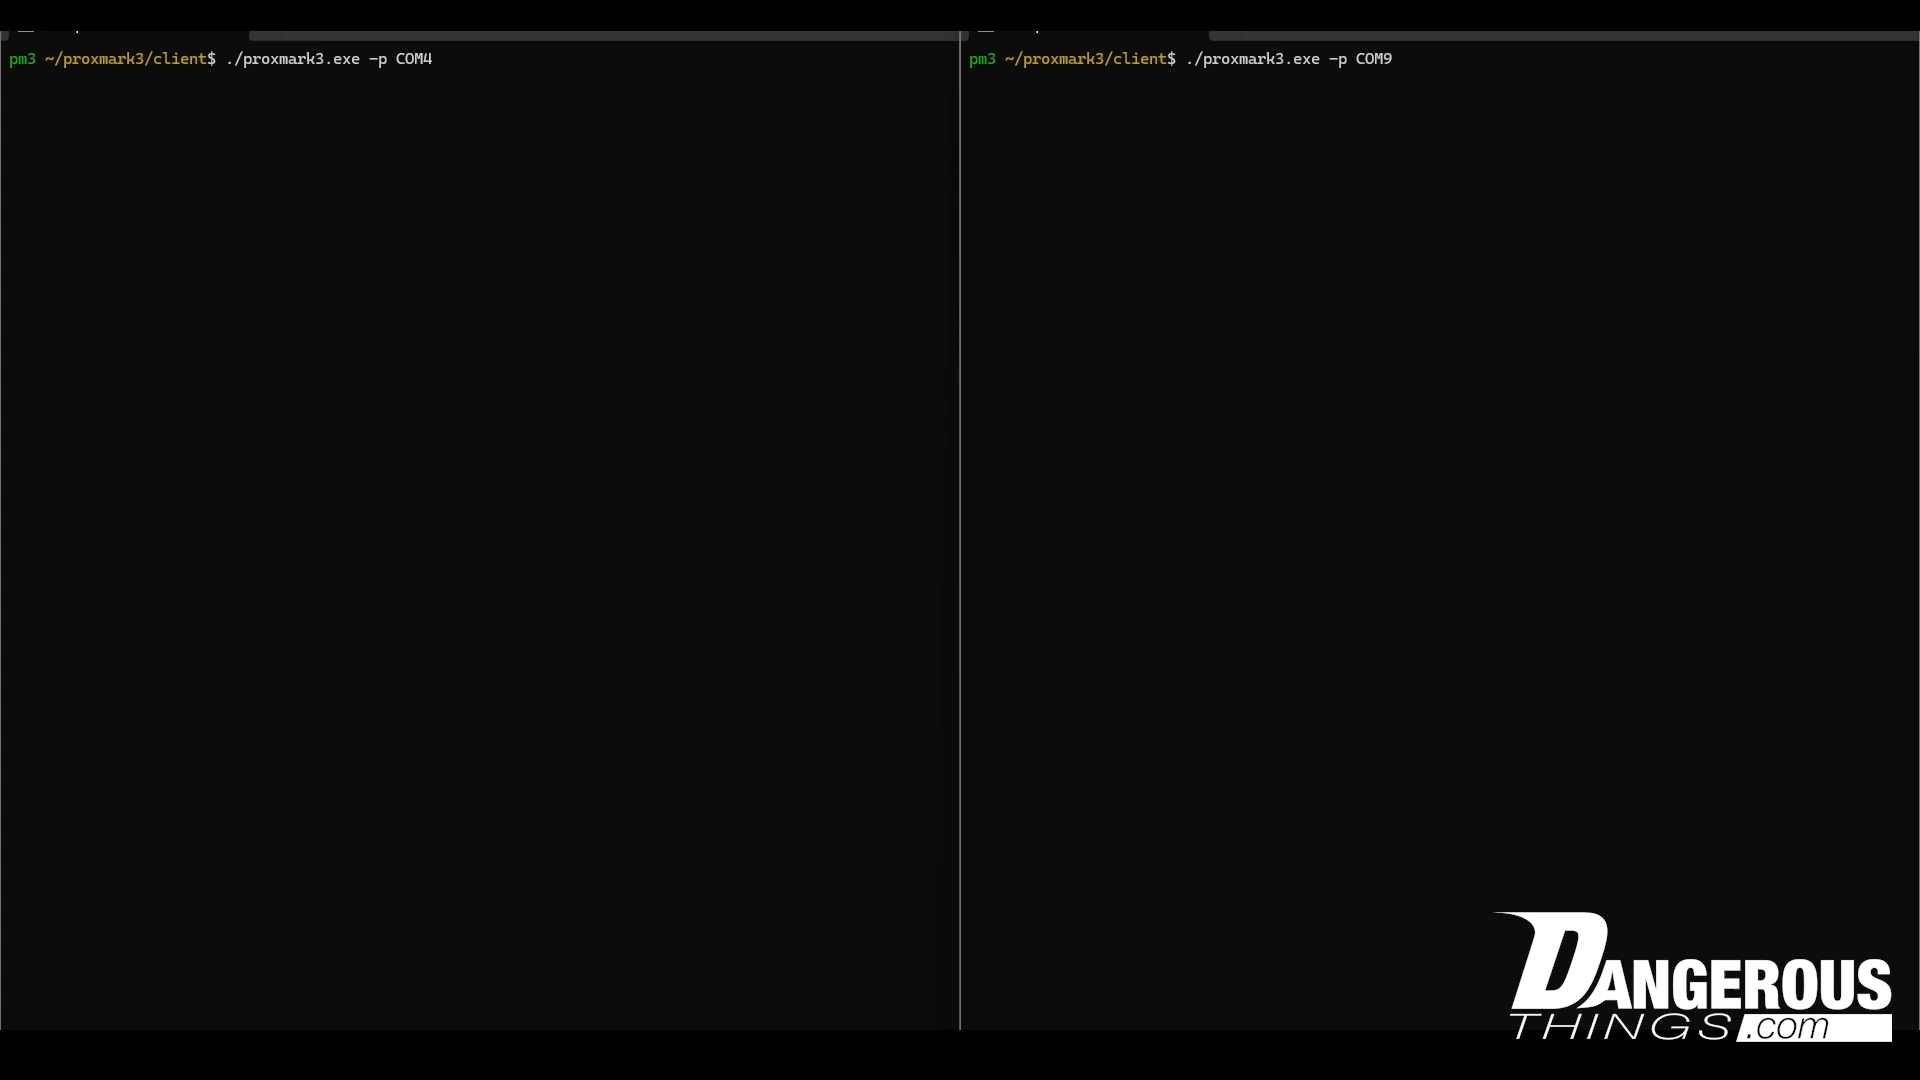 pm3 ~/proxmark3/client$ ./proxmark3.exe -p COM4
pm3 ~/proxmark3/client$ ./proxmark3.exe -p COM9
DANGEROUS
THINGS.com